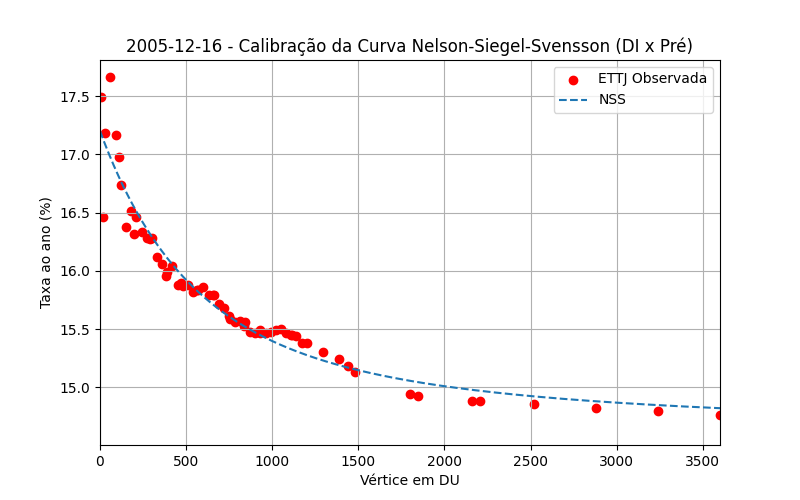 2005-12-16 - Calibração da Curva Nelson-Siegel-Svensson (DI x Pré)
ETTJ Observada
NSS
Taxa ao ano (%)
17.5
17.0
16.5
16.0
15.5
15.0
0 500 1000 1500 2000 2500 3000 3500
Vértice em DU